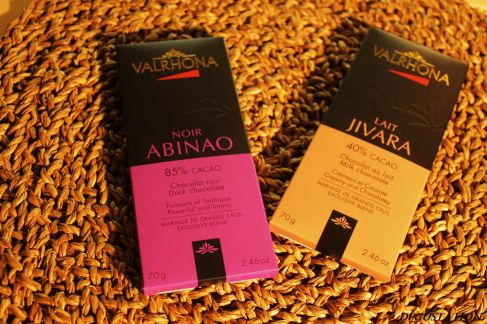 VALRHONA
NOIR
ABINAO
85% CACAO
Chocolat noir
Dark chocolate
Puissant et Tannique
Powerful and Tannic
MARIAGE DE GRANDS CRUS
EXCLUSIVE BLEND
70g
2.46oz
VALRHONA
LAIT
JIVARA
40% CACAO
Chocolat au lait
Milk chocolate
Crémeux et Cacaoté
Creamy and Chocolatey
MARIAGE DE GRANDS CRUS
EXCLUSIVE BLEND
70g
2.46oz
DEGUSTATION